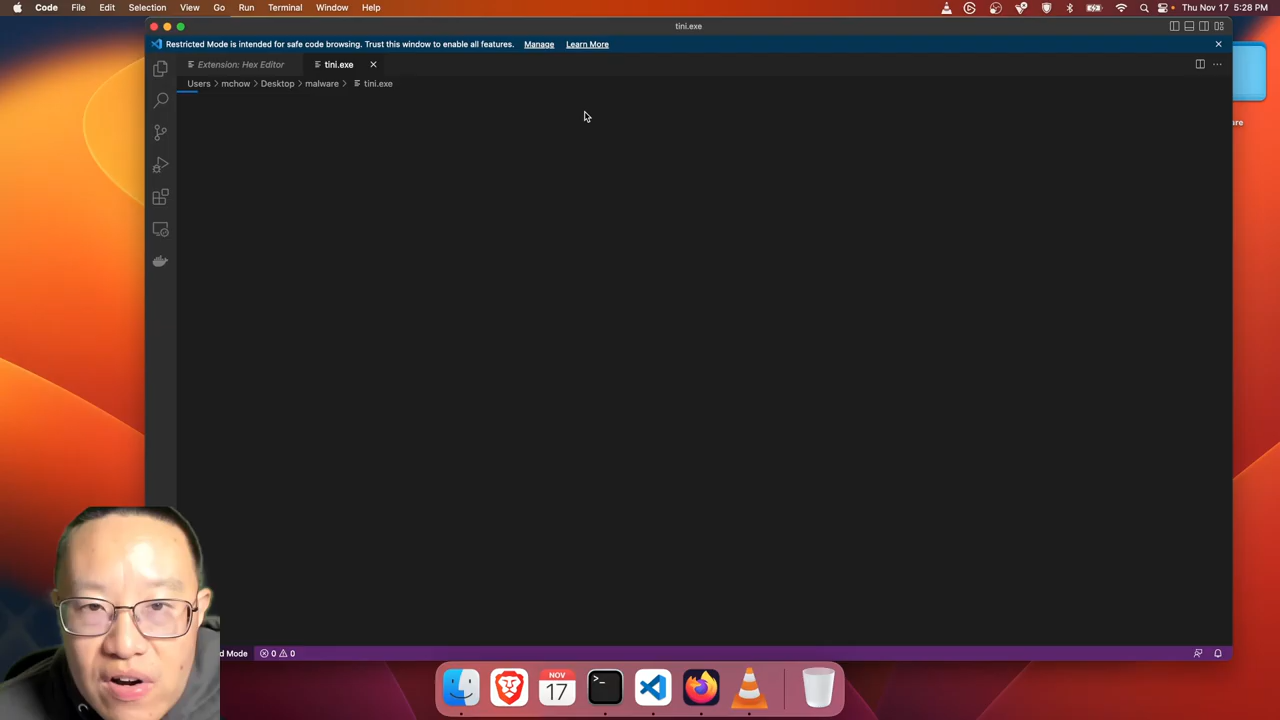 Code File Edit Selection View Go Run Terminal Window Help Thu Nov 17 5:28 PM
tini.exe
Restricted Mode is intended for safe code browsing. Trust this window to enable all features. Manage Learn More
Extension: Hex Editor tini.exe
Users > mchow > Desktop > malware > tini.exe
are
d Mode 0 0
NOV
17
>_